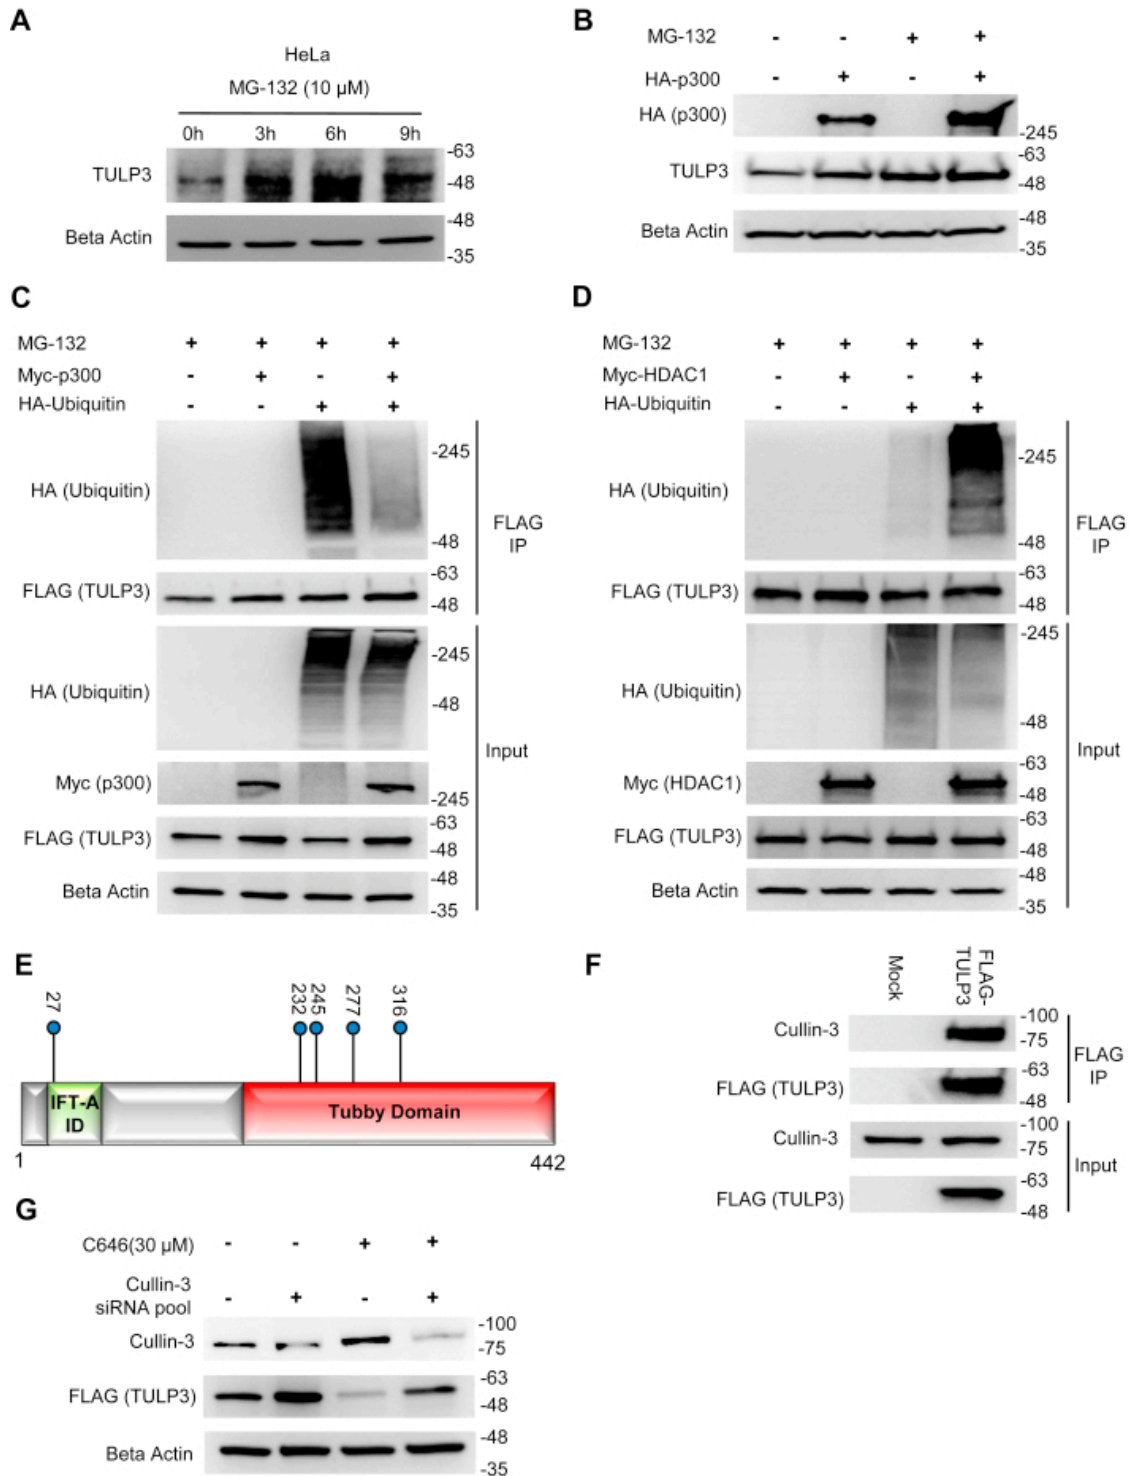 A
HeLa
MG-132 (10 µM)
0h 3h 6h 9h
TULP3
-63
-48
Beta Actin
-48
-35
B
MG-132 - - + +
HA-p300 - + - +
HA (p300)
-245
TULP3
-63
-48
Beta Actin
-48
-35
C
MG-132 + + + +
Myc-p300 - + - +
HA-Ubiquitin - - + +
HA (Ubiquitin)
-245
-48
FLAG (TULP3)
-63
-48
FLAG
IP
HA (Ubiquitin)
-245
-48
Myc (p300)
-245
FLAG (TULP3)
-63
-48
Beta Actin
-48
-35
Input
D
MG-132 + + + +
Myc-HDAC1 - + - +
HA-Ubiquitin - - + +
HA (Ubiquitin)
-245
-48
FLAG (TULP3)
-63
-48
FLAG
IP
HA (Ubiquitin)
-245
-48
Myc (HDAC1)
-63
-48
FLAG (TULP3)
-63
-48
Beta Actin
-48
-35
Input
E
27 232 245 277 316
IFT-A
ID
Tubby Domain
1 442
F
Mock
FLAG-
TULP3
Cullin-3
-100
-75
FLAG (TULP3)
-63
-48
FLAG
IP
Cullin-3
-100
-75
FLAG (TULP3)
-63
-48
Input
G
C646(30 µM) - - + +
Cullin-3
siRNA pool - + - +
Cullin-3
-100
-75
FLAG (TULP3)
-63
-48
Beta Actin
-48
-35